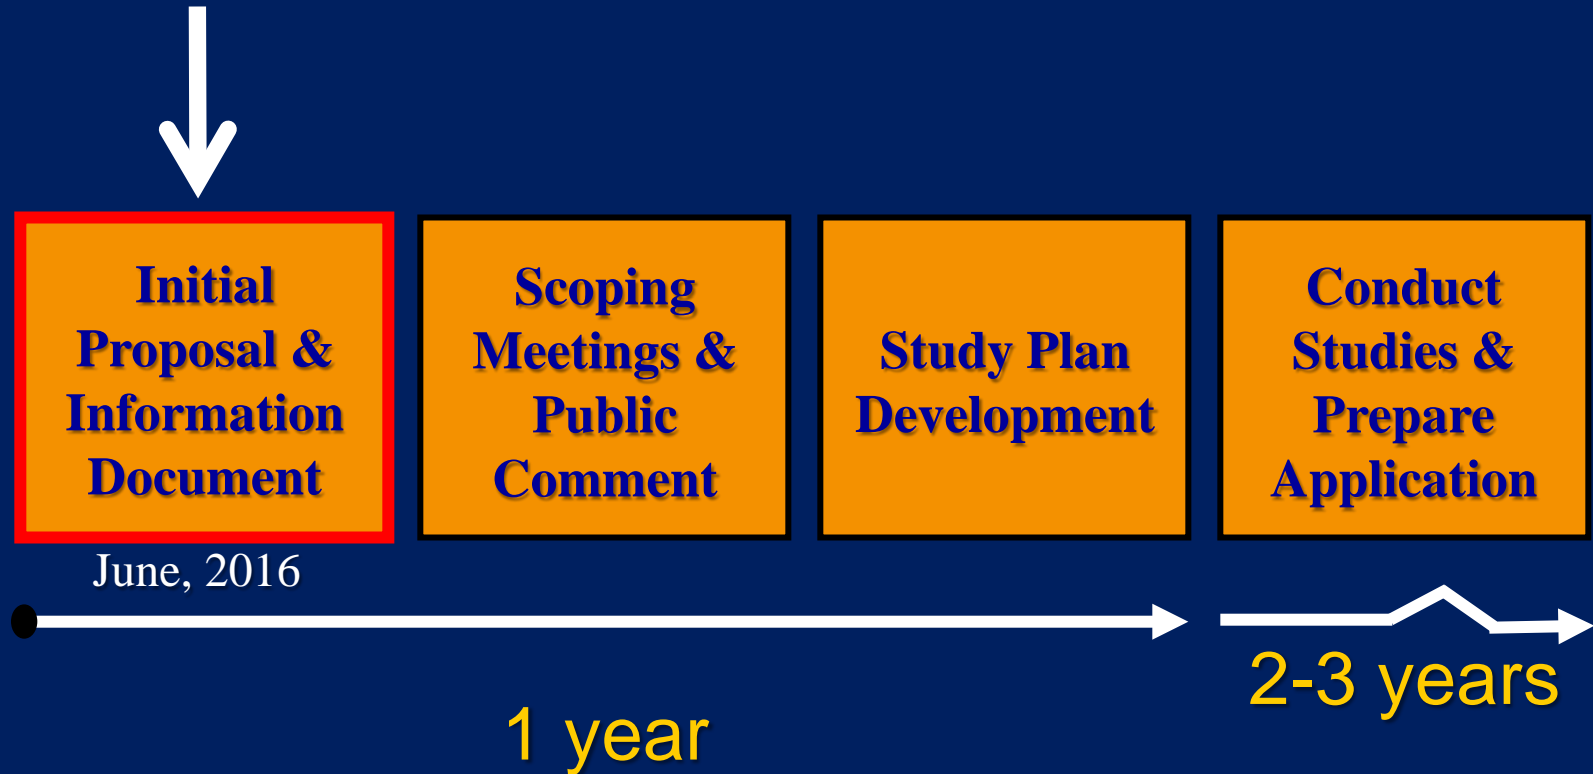 Initial
Proposal &
Information
Document
Scoping
Meetings &
Public
Comment
Study Plan
Development
Conduct
Studies &
Prepare
Application
June, 2016
1 year
2-3 years